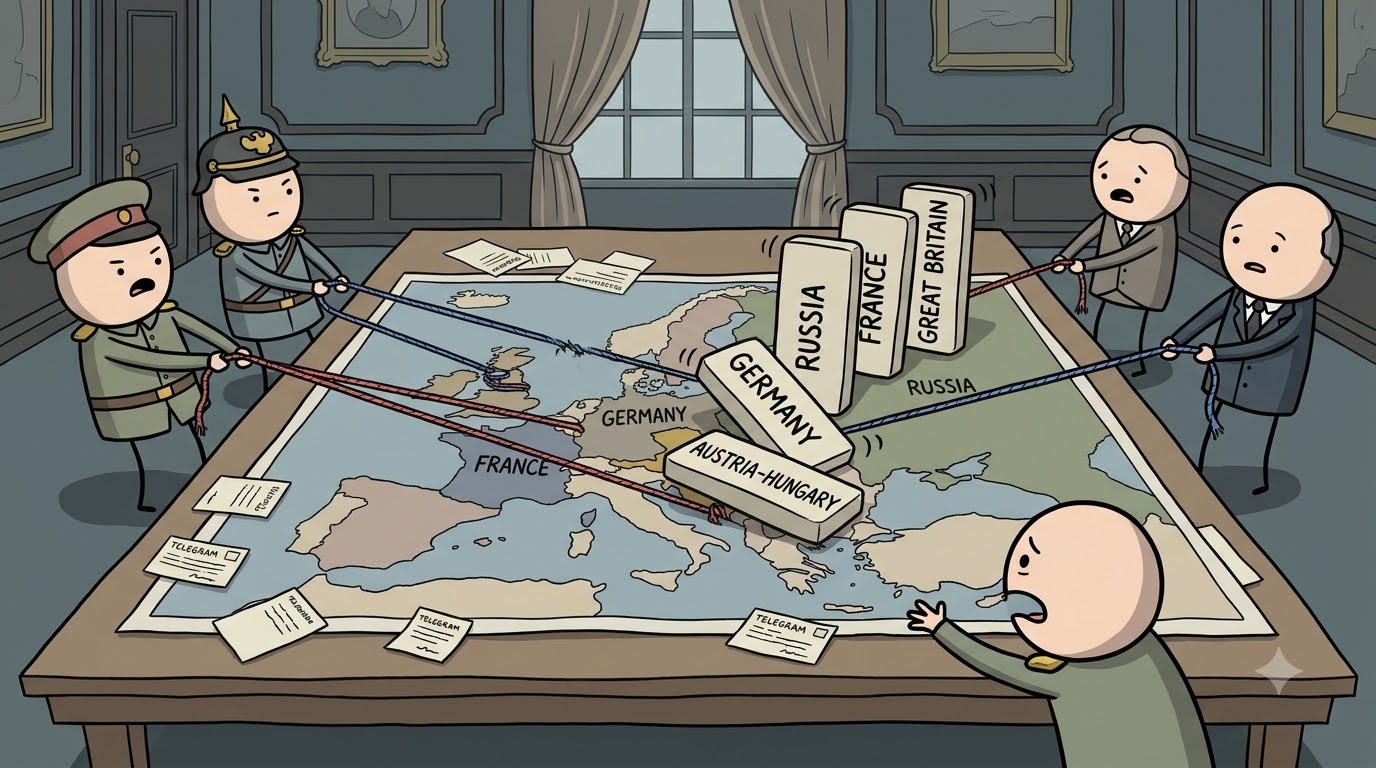 GREAT BRITAIN
FRANCE
RUSSIA
GERMANY
AUSTRIA-HUNGARY
RUSSIA
GERMANY
FRANCE
TELEGRAM
TELEGRAM
TELEGRAM